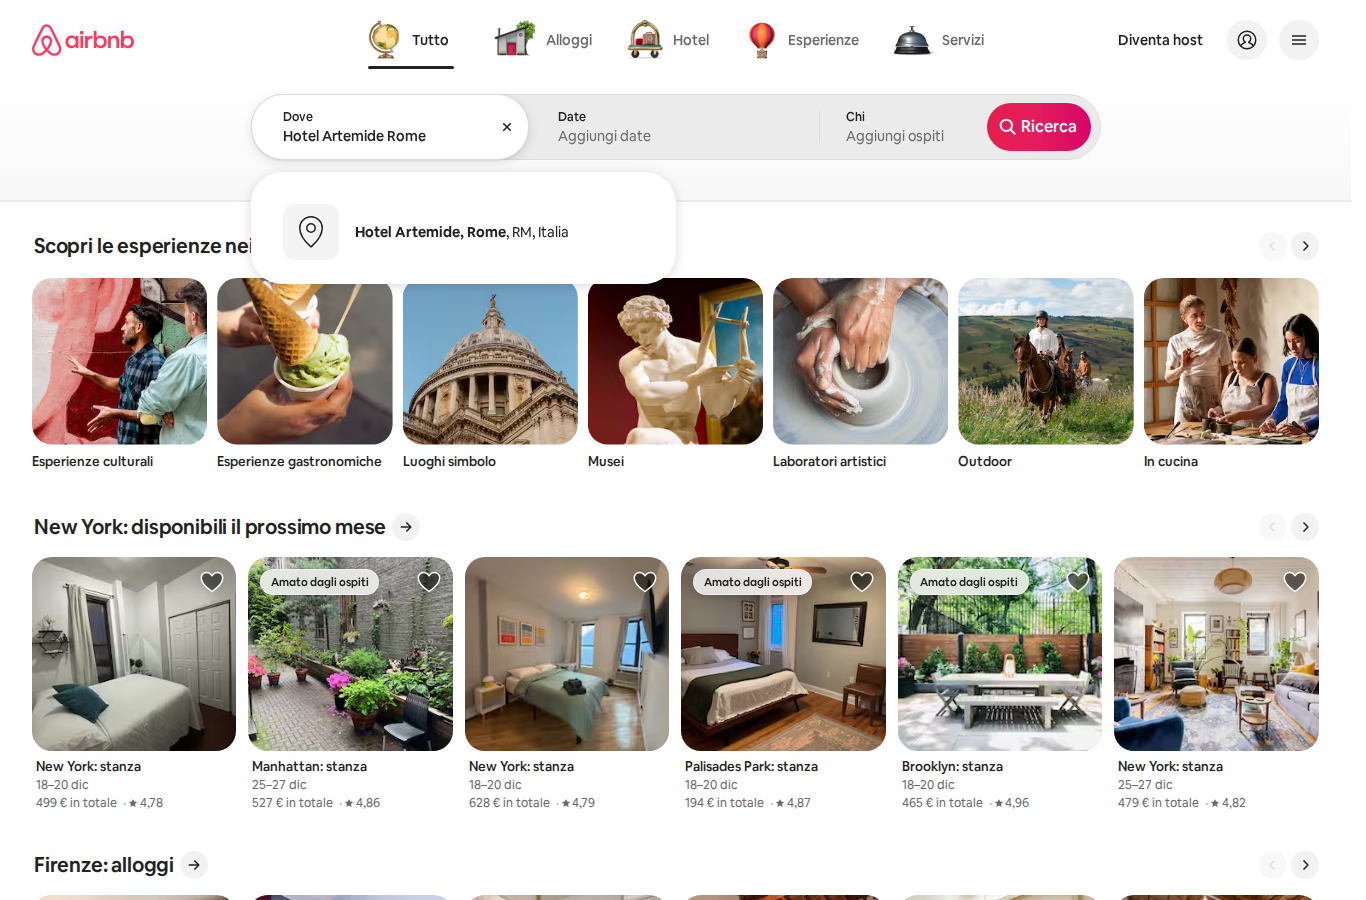 airbnb
Tutto
Alloggi
Hotel
Esperienze
Servizi
Diventa host
Dove
Hotel Artemide Rome
Date
Aggiungi date
Chi
Aggiungi ospiti
Ricerca
Hotel Artemide, Rome, RM, Italia
Scopri le esperienze nei
Esperienze culturali
Esperienze gastronomiche
Luoghi simbolo
Musei
Laboratori artistici
Outdoor
In cucina
New York: disponibili il prossimo mese
New York: stanza
18–20 dic
499 € in totale · ★ 4,78
Amato dagli ospiti
Manhattan: stanza
25–27 dic
527 € in totale · ★ 4,86
New York: stanza
18–20 dic
628 € in totale · ★ 4,79
Amato dagli ospiti
Palisades Park: stanza
18–20 dic
194 € in totale · ★ 4,87
Amato dagli ospiti
Brooklyn: stanza
18–20 dic
465 € in totale · ★ 4,96
New York: stanza
25–27 dic
479 € in totale · ★ 4,82
Firenze: alloggi